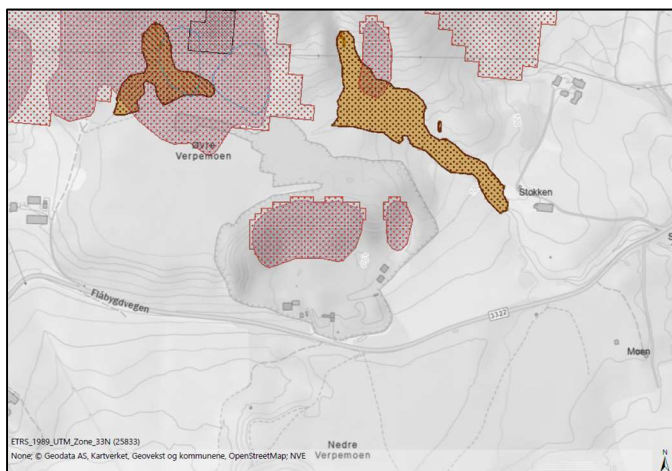 Øvre
Verpemoen
Stokken
S
Flåbygdvegen
3322
Moen
ETRS_1989_UTM_Zone_33N (25833)
None; © Geodata AS, Kartverket, Geovekst og kommunene, OpenStreetMap; NVE
Nedre
Verpemoen
N